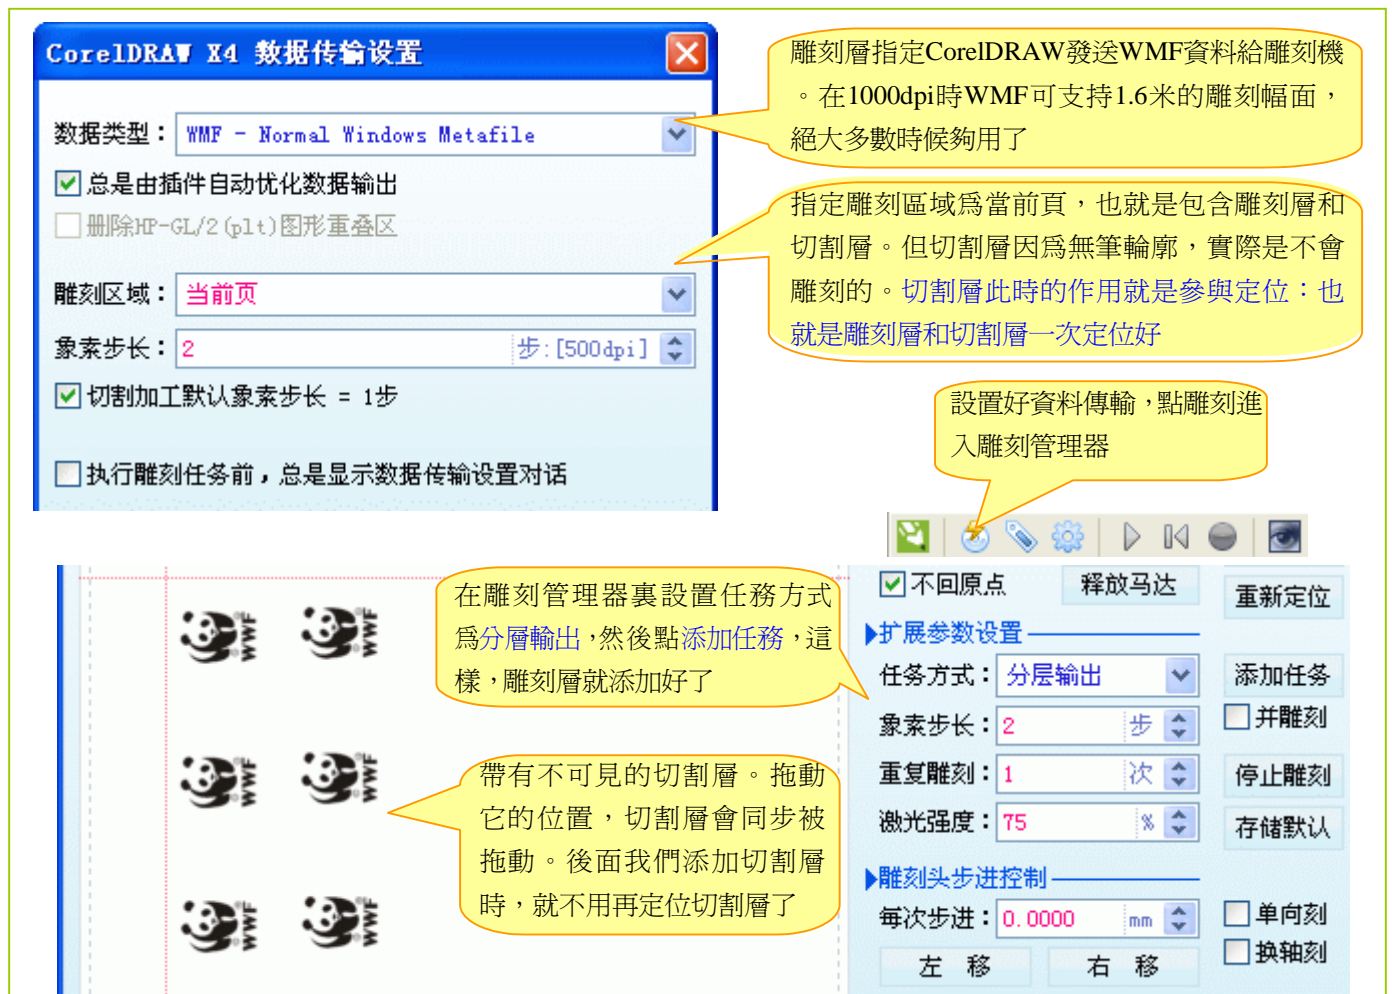 CorelDRAW X4 数据传输设置
数据类型： WMF - Normal Windows Metafile
总是由插件自动优化数据输出
删除HP-GL/2(plt)图形重叠区
雕刻区域： 当前页
象素步长： 2 步:[500dpi]
切割加工默认象素步长 = 1步
执行雕刻任务前，总是显示数据传输设置对话
雕刻層指定CorelDRAW發送WMF資料給雕刻機
。在1000dpi時WMF可支持1.6米的雕刻幅面，
絕大多數時候夠用了
指定雕刻區域爲當前頁，也就是包含雕刻層和
切割層。但切割層因爲無筆輪廓，實際是不會
雕刻的。切割層此時的作用就是參與定位：也
就是雕刻層和切割層一次定位好
設置好資料傳輸，點雕刻進
入雕刻管理器
在雕刻管理器裏設置任務方式
爲分層輸出，然後點添加任務，這
樣，雕刻層就添加好了
帶有不可見的切割層。拖動
它的位置，切割層會同步被
拖動。後面我們添加切割層
時，就不用再定位切割層了
WWF
WWF
WWF
WWF
WWF
WWF
不回原点 释放马达 重新定位
扩展参数设置
任务方式： 分层输出 添加任务
象素步长： 2 步 并雕刻
重复雕刻： 1 次 停止雕刻
激光强度： 75 % 存储默认
雕刻头步进控制
每次步进： 0.0000 mm 单向刻
换轴刻
左 移 右 移